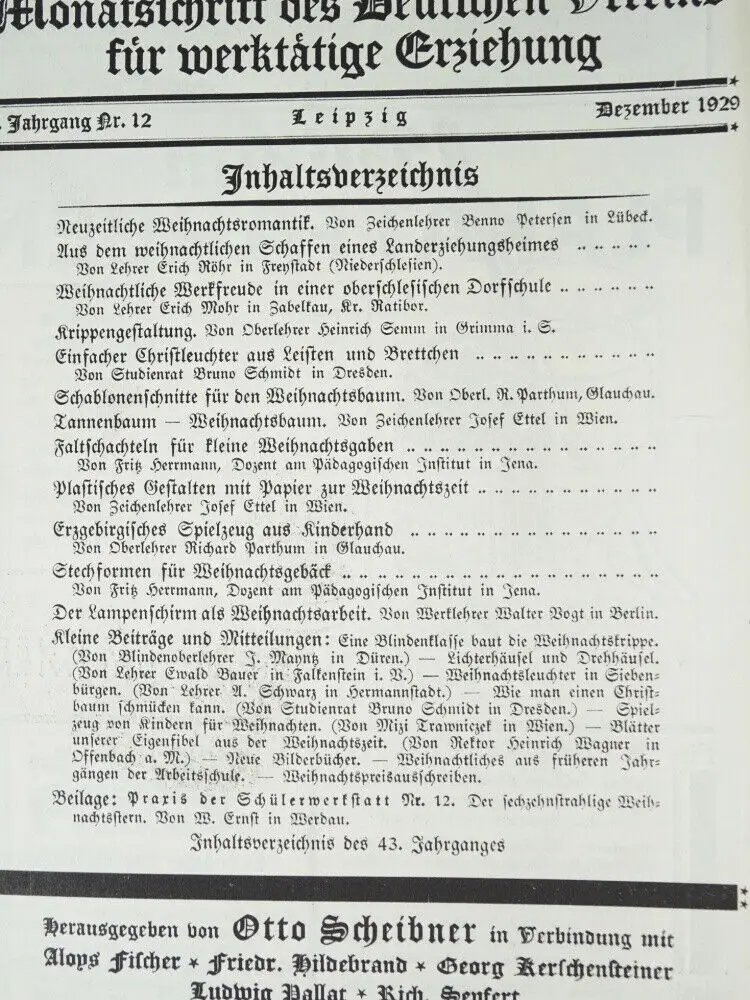 Monatsschrift des Deutschen Vereins
für werktätige Erziehung
. Jahrgang Nr. 12 Leipzig Dezember 1929
Inhaltsverzeichnis
Neuzeitliche Weihnachtsromantik. Von Zeichenlehrer Benno Petersen in Lübeck.
Aus dem weihnachtlichen Schaffen eines Landerziehungsheimes .. .. .. .
Von Lehrer Erich Röhr in Freystadt (Niederschlesien).
Weihnachtliche Werkfreude in einer oberschlesischen Dorfschule .. .. .. ..
Von Lehrer Erich Mohr in Zabelkau, Kr. Ratibor.
Krippengestaltung. Von Oberlehrer Heinrich Semm in Grimma i. S.
Einfacher Christleuchter aus Leisten und Brettchen .. .. .. .. .. .. .. ..
Von Studienrat Bruno Schmidt in Dresden.
Schablonenschnitte für den Weihnachtsbaum. Von Oberl. R. Parthum, Glauchau.
Tannenbaum — Weihnachtsbaum. Von Zeichenlehrer Josef Ettel in Wien.
Faltschachteln für kleine Weihnachtsgaben .. .. .. .. .. .. .. .. .. .. ..
Von Fritz Herrmann, Dozent am Pädagogischen Institut in Jena.
Plastisches Gestalten mit Papier zur Weihnachtszeit .. .. .. .. .. .. .. ..
Von Zeichenlehrer Josef Ettel in Wien.
Erzgebirgisches Spielzeug aus Kinderhand .. .. .. .. .. .. .. .. .. .. ..
Von Oberlehrer Richard Parthum in Glauchau.
Stechformen für Weihnachtsgebäck .. .. .. .. .. .. .. .. .. .. .. .. .. ..
Von Fritz Herrmann, Dozent am Pädagogischen Institut in Jena.
Der Lampenschirm als Weihnachtsarbeit. Von Werklehrer Walter Vogt in Berlin.
Kleine Beiträge und Mitteilungen: Eine Blindenklasse baut die Weihnachtskrippe.
(Von Blindenoberlehrer J. Mayntz in Düren.) — Lichterhäusel und Drehhäusel.
(Von Lehrer Ewald Bauer in Falkenstein i. V.) — Weihnachtsleuchter in Sieben-
bürgen. (Von Lehrer A. Schwarz in Hermannstadt.) — Wie man einen Christ-
baum schmücken kann. (Von Studienrat Bruno Schmidt in Dresden.) — Spiel-
zeug von Kindern für Weihnachten. (Von Mizi Trawniczek in Wien.) — Blätter
unserer Eigenfibel aus der Weihnachtszeit. (Von Rektor Heinrich Wagner in
Offenbach a. M.) — Neue Bilderbücher. — Weihnachtliches aus früheren Jahr-
gängen der Arbeitsschule. — Weihnachtspreisausschreiben.
Beilage: Praxis der Schülerwerkstatt Nr. 12. Der sechzehnstrahlige Weih-
nachtsstern. Von W. Ernst in Werdau.
Inhaltsverzeichnis des 43. Jahrganges
Herausgegeben von Otto Scheibner in Verbindung mit
Aloys Fischer * Friedr. Hildebrand * Georg Kerschensteiner
Ludwig Pallat * Rich. Seyfert